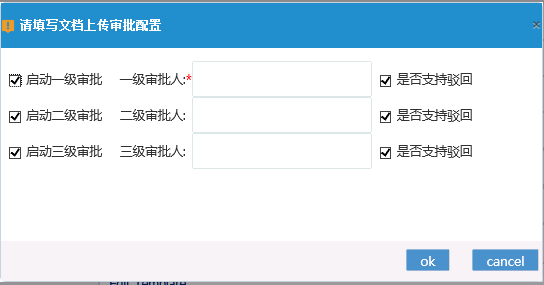 请填写文档上传审批配置
启动一级审批 一级审批人:* 是否支持驳回
启动二级审批 二级审批人: 是否支持驳回
启动三级审批 三级审批人: 是否支持驳回
ok cancel
Edit Template